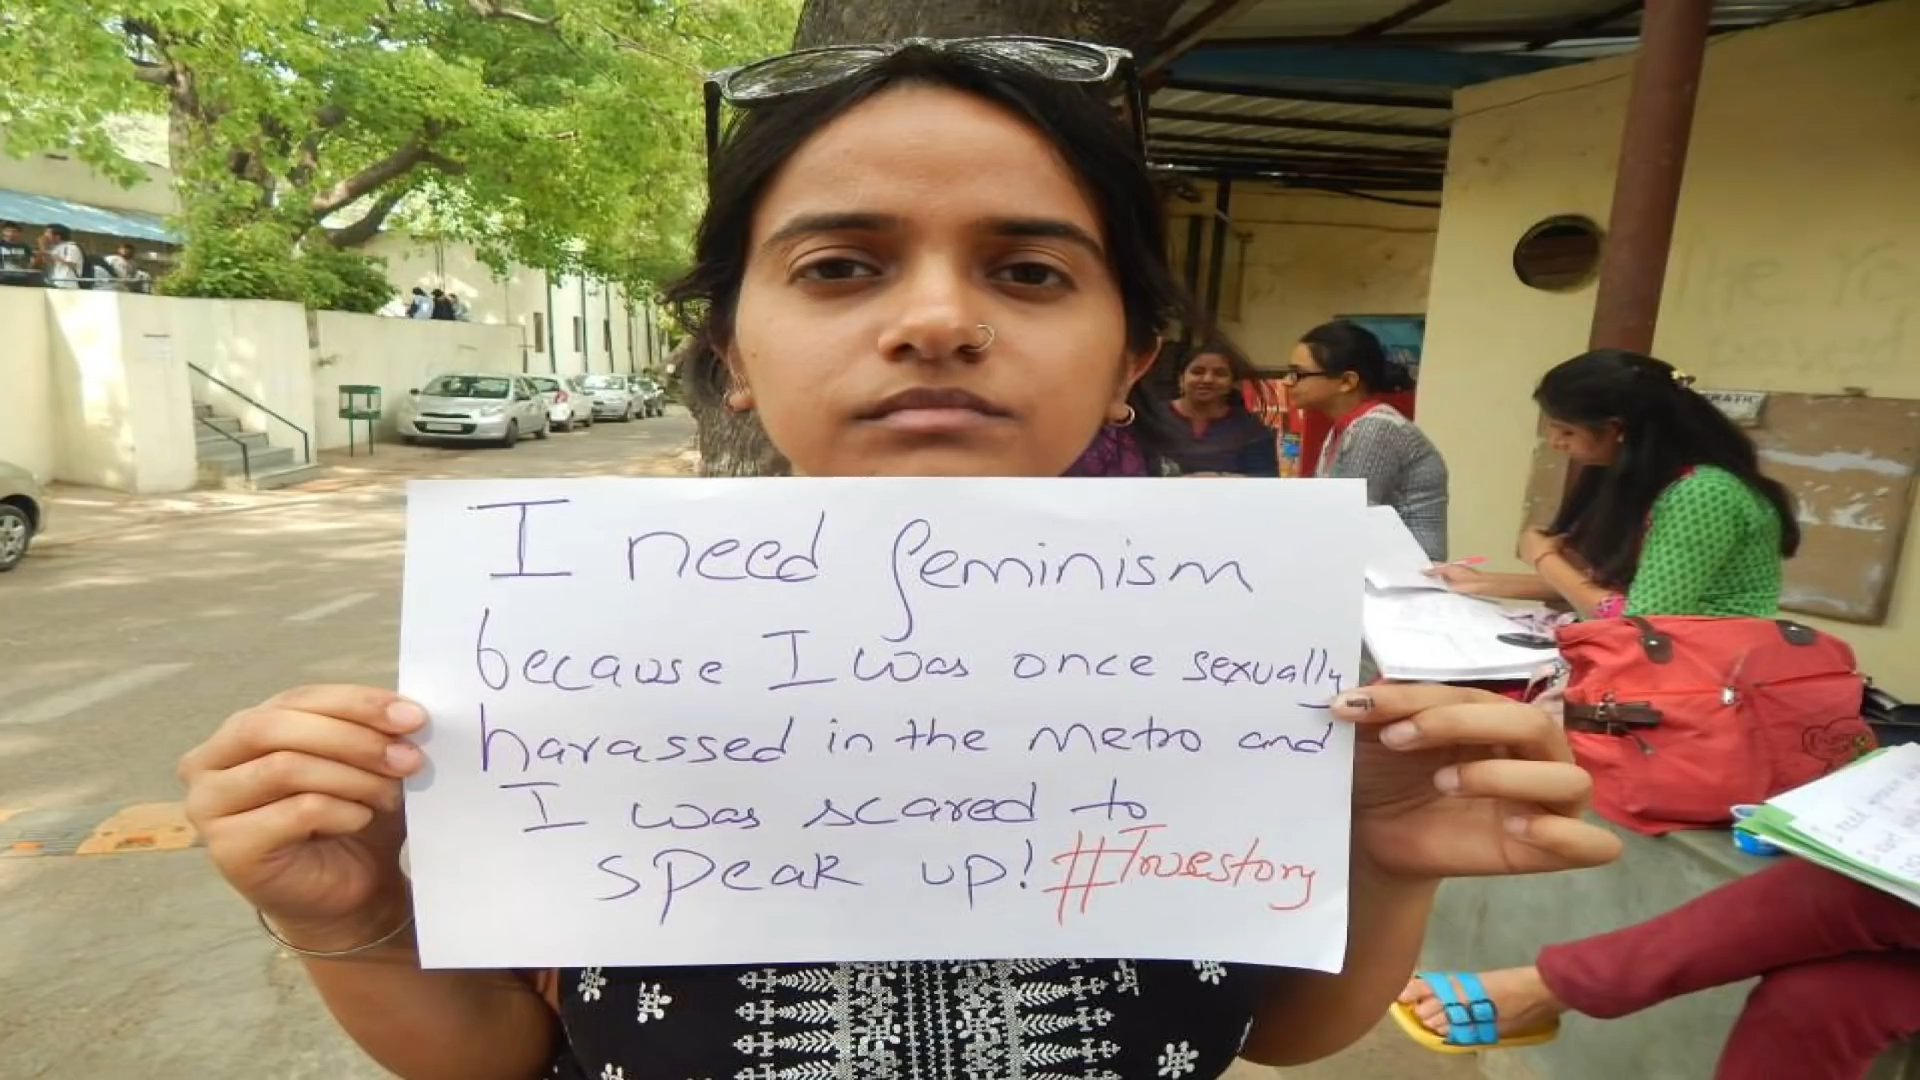 I need feminism
because I was once sexually
harassed in the metro and
I was scared to
speak up! #Truestory